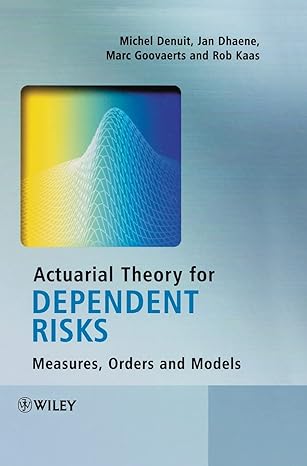 Michel Denuit, Jan Dhaene,
Marc Goovaerts and Rob Kaas
Actuarial Theory for
DEPENDENT
RISKS
Measures, Orders and Models
WILEY